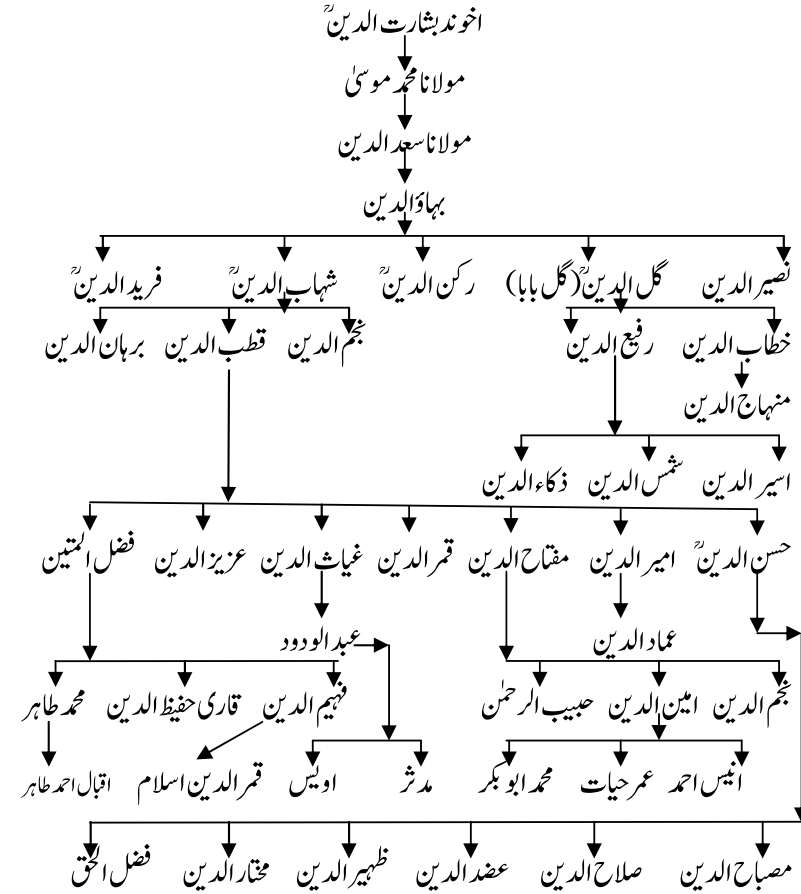 اخوند بشارت الدینؒ
مولانا محمد موسیٰ
مولانا سعد الدین
بہاؤالدین
نصیر الدین گل الدینؒ (گل بابا) رکن الدینؒ شہاب الدینؒ فرید الدینؒ
خطاب الدین رفیع الدین نجم الدین قطب الدین برہان الدین
منہاج الدین
اسیر الدین شمس الدین ذکاء الدین
حسن الدینؒ امیر الدین مفتاح الدین قمر الدین غیاث الدین عزیز الدین فضل المتین
عماد الدین عبد الودود
نجم الدین امین الدین حبیب الرحمٰن فہیم الدین قاری حفیظ الدین محمد طاہر
انیس احمد عمر حیات محمد ابو بکر مدثر اویس قمر الدین اسلام اقبال احمد طاہر
مصباح الدین صلاح الدین عضد الدین ظہیر الدین مختار الدین فضل الحق